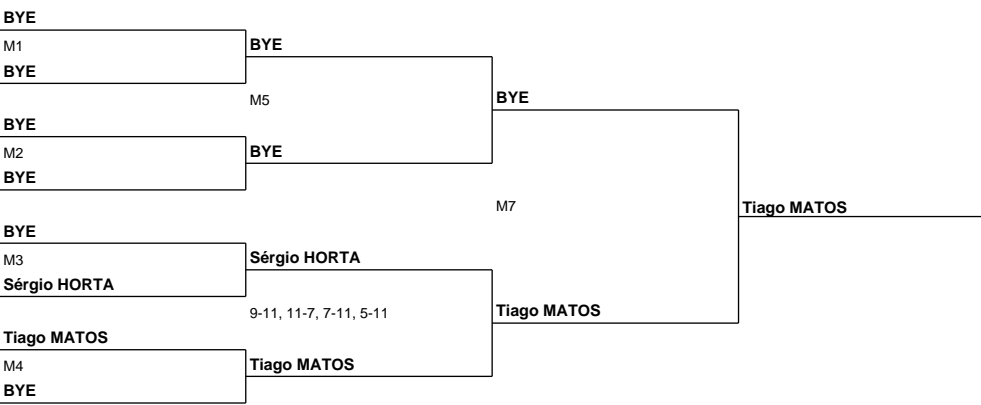 BYE
M1
BYE
BYE
M5
BYE
BYE
M2
BYE
BYE
M7
Tiago MATOS
BYE
M3
Sérgio HORTA
Sérgio HORTA
9-11, 11-7, 7-11, 5-11
Tiago MATOS
Tiago MATOS
M4
Tiago MATOS
BYE